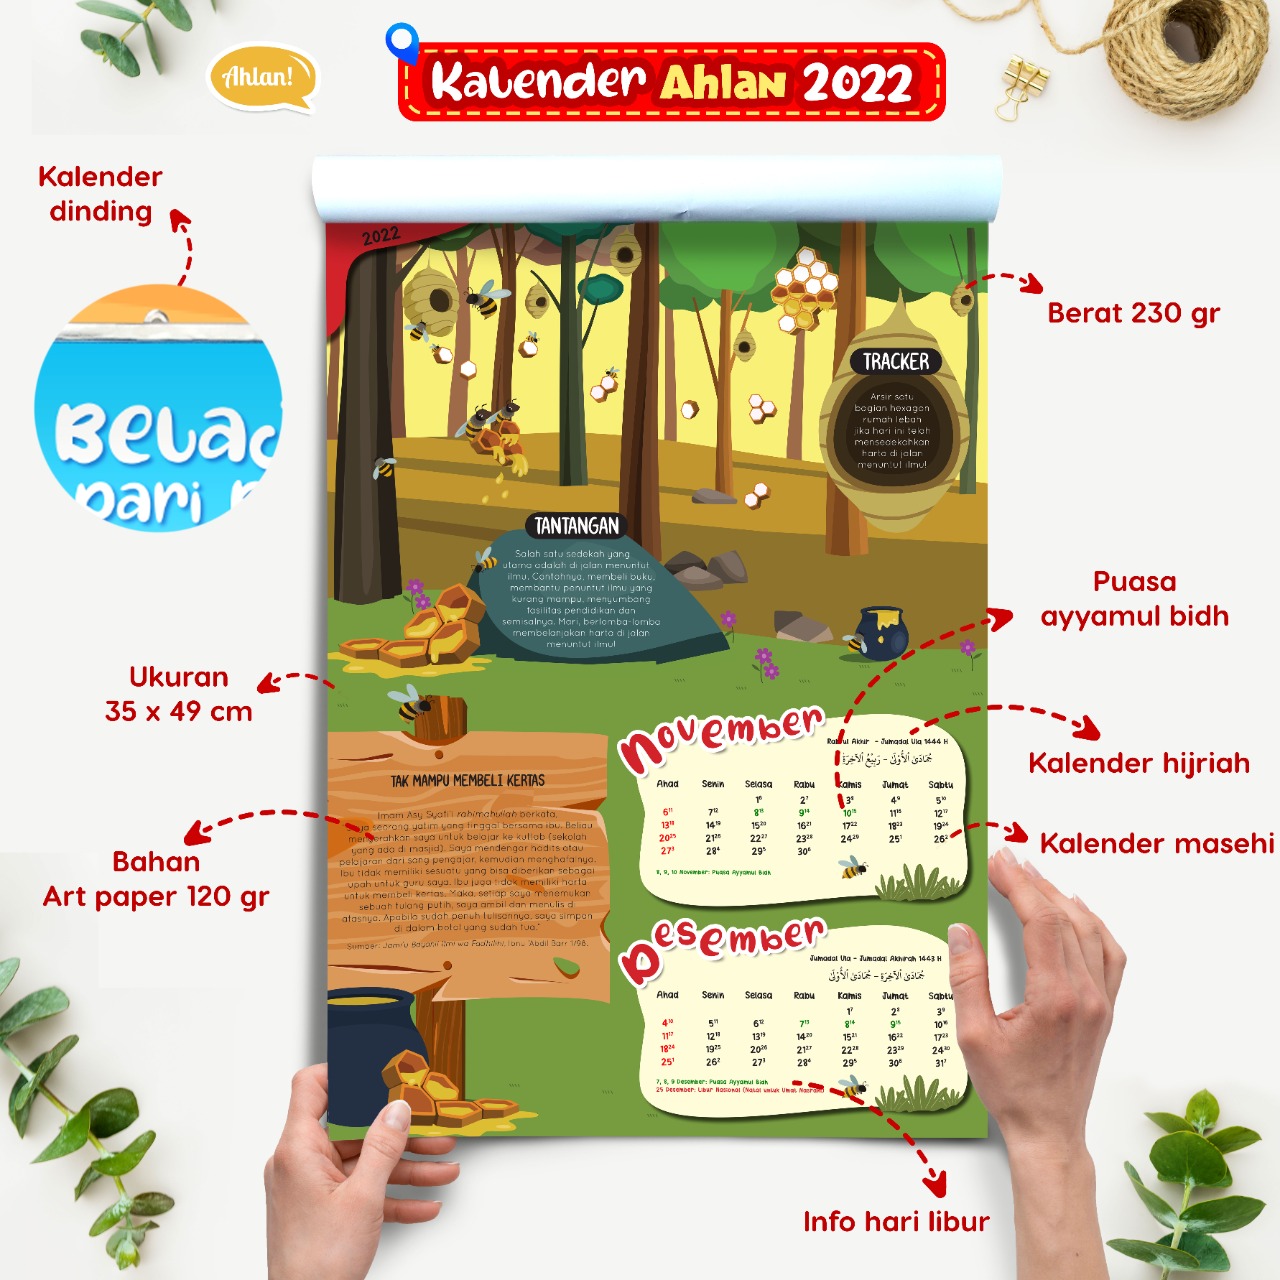 Ahlan!
Kalender Ahlan 2022
Kalender
dinding
Belaj
Dari
2022
Berat 230 gr
TRACKER
Arsir satu
bagian hexagon
rumah lebah
jika hari ini telah
mensedekahkan
harta di jalan
menuntut ilmu!
TANTANGAN
Salah satu sedekah yang
utama adalah di jalan menuntut
ilmu. Contohnya, membeli buku,
membantu penuntut ilmu yang
kurang mampu, menyumbang
fasilitas pendidikan dan
semisalnya. Mari, berlomba-lomba
membelanjakan harta di jalan
menuntut ilmu!
Puasa
ayyamul bidh
Ukuran
35 x 49 cm
November
Rabiul Akhir - Jumadal Ula 1444 H
جُمَادَىٰ ٱلْأُوْلَىٰ - رَبِيْعُ ٱلْآخِرَة
Ahad Senin Selasa Rabu Kamis Jumat Sabtu
1⁶ 2⁷ 3⁸ 4⁹ 5¹⁰
6¹¹ 7¹² 8¹³ 9¹⁴ 10¹⁵ 11¹⁶ 12¹⁷
13¹⁸ 14¹⁹ 15²⁰ 16²¹ 17²² 18²³ 19²⁴
20²⁵ 21²⁶ 22²⁷ 23²⁸ 24²⁹ 25¹ 26²
27³ 28⁴ 29⁵ 30⁶
8, 9, 10 November: Puasa Ayyamul Bidh
Kalender hijriah
Kalender masehi
TAK MAMPU MEMBELI KERTAS
Imam Asy Syafi'i rahimahullah berkata,
saya seorang yatim yang tinggal bersama ibu. Beliau
menyerahkan saya untuk belajar ke kuttab (sekolah
yang ada di masjid). Saya mendengar hadits atau
pelajaran dari sang pengajar, kemudian menghafalnya.
Ibu tidak memiliki sesuatu yang bisa diberikan sebagai
upah untuk guru saya. Ibu juga tidak memiliki harta
untuk membeli kertas. Maka, setiap saya menemukan
sebuah tulang putih, saya ambil dan menulis di
atasnya. Apabila sudah penuh tulisannya, saya simpan
di dalam botol yang sudah tua."
Sumber: Jami'u Bayanil Ilmi wa Fadhlihi, Ibnu 'Abdil Barr 1/98.
Bahan
Art paper 120 gr
Desember
Jumadal Ula - Jumadal Akhirah 1443 H
جُمَادَىٰ ٱلْآخِرَة - جُمَادَىٰ ٱلْأُوْلَىٰ
Ahad Senin Selasa Rabu Kamis Jumat Sabtu
1⁷ 2⁸ 3⁹
4¹⁰ 5¹¹ 6¹² 7¹³ 8¹⁴ 9¹⁵ 10¹⁶
11¹⁷ 12¹⁸ 13¹⁹ 14²⁰ 15²¹ 16²² 17²³
18²⁴ 19²⁵ 20²⁶ 21²⁷ 22²⁸ 23²⁹ 24³⁰
25¹ 26² 27³ 28⁴ 29⁵ 30⁶ 31⁷
7, 8, 9 Desember: Puasa Ayyamul Bidh
25 Desember: Libur Nasional (Natal untuk Umat Nasrani)
Info hari libur